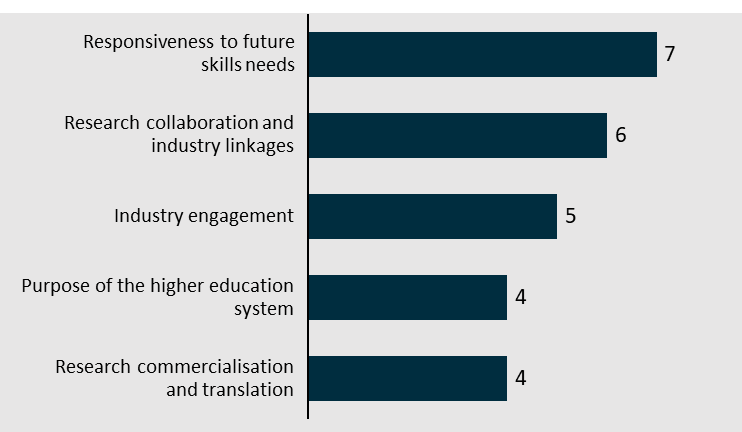 Responsiveness to future
skills needs
7
Research collaboration and
industry linkages
6
Industry engagement
5
Purpose of the higher education
system
4
Research commercialisation
and translation
4